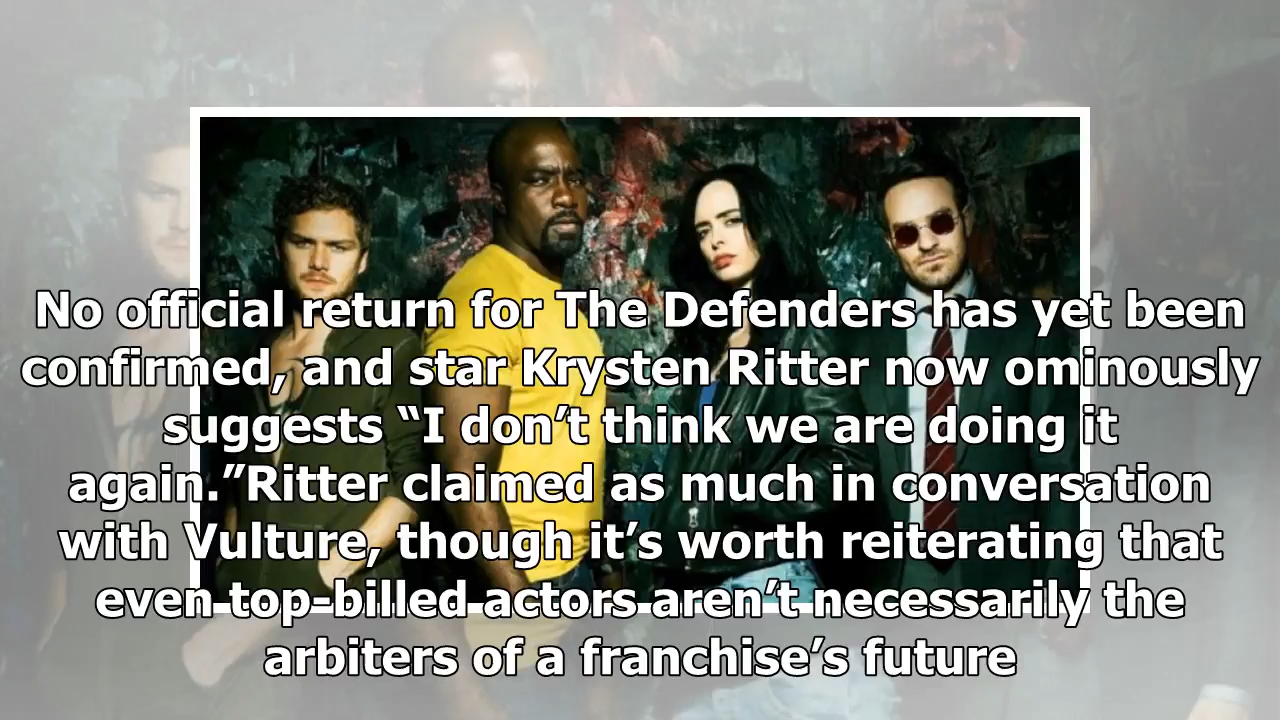 No official return for The Defenders has yet been
confirmed, and star Krysten Ritter now ominously
suggests “I don’t think we are doing it
again.”Ritter claimed as much in conversation
with Vulture, though it’s worth reiterating that
even top-billed actors aren’t necessarily the
arbiters of a franchise’s future